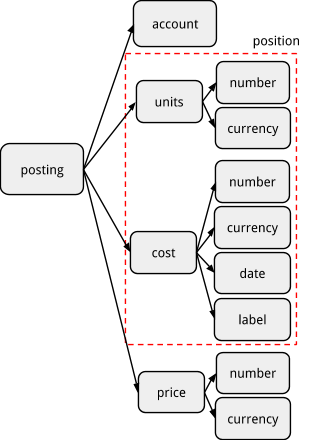 account
position
units
number
currency
posting
cost
number
currency
date
label
price
number
currency